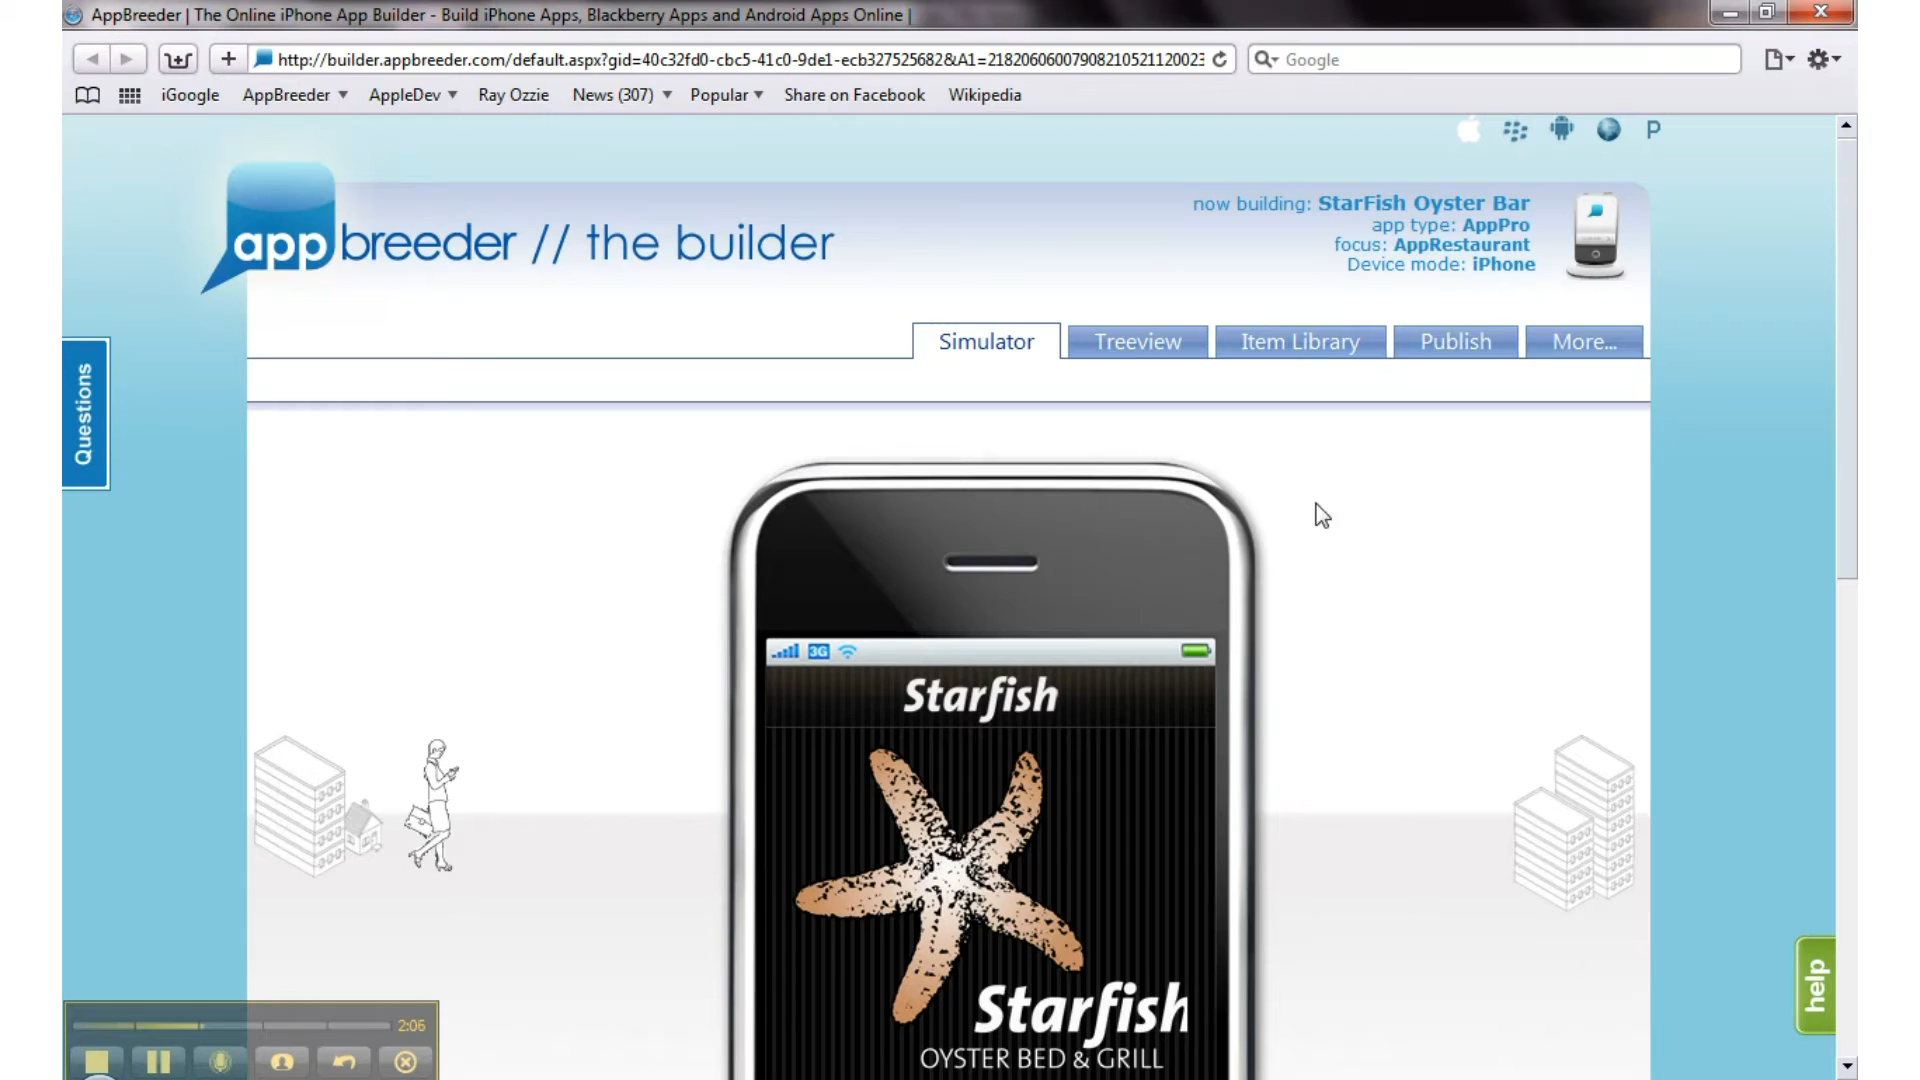 AppBreeder | The Online iPhone App Builder - Build iPhone Apps, Blackberry Apps and Android Apps Online |
http://builder.appbreeder.com/default.aspx?gid=40c32fd0-cbc5-41c0-9de1-ecb327525682&A1=21820606007908210521120023
Google
iGoogle AppBreeder AppleDev Ray Ozzie News (307) Popular Share on Facebook Wikipedia
P
app breeder // the builder
now building: StarFish Oyster Bar
app type: AppPro
focus: AppRestaurant
Device mode: iPhone
Simulator Treeview Item Library Publish More...
Questions
3G
Starfish
Starfish
OYSTER BED & GRILL
help
2:06